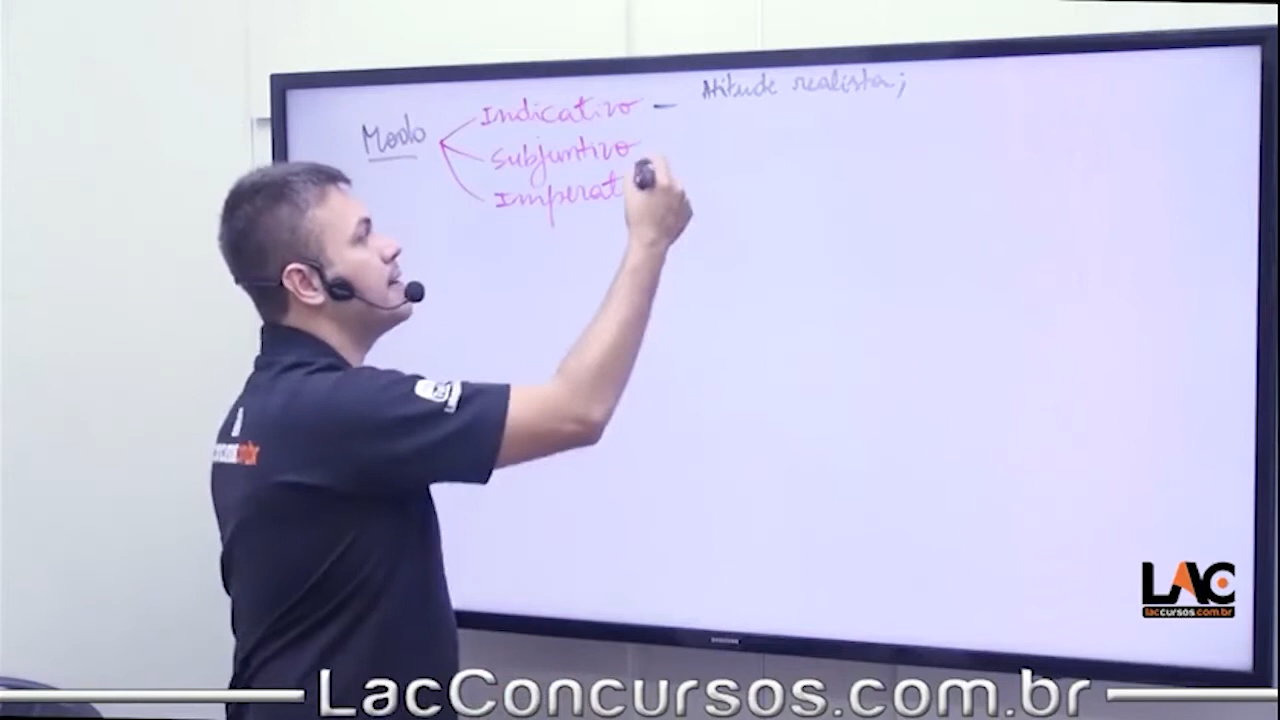 Atitude realista;
Indicativo -
Modo
Subjuntivo
Imperat
LAC
laccursos.com.br
LacConcursos.com.br